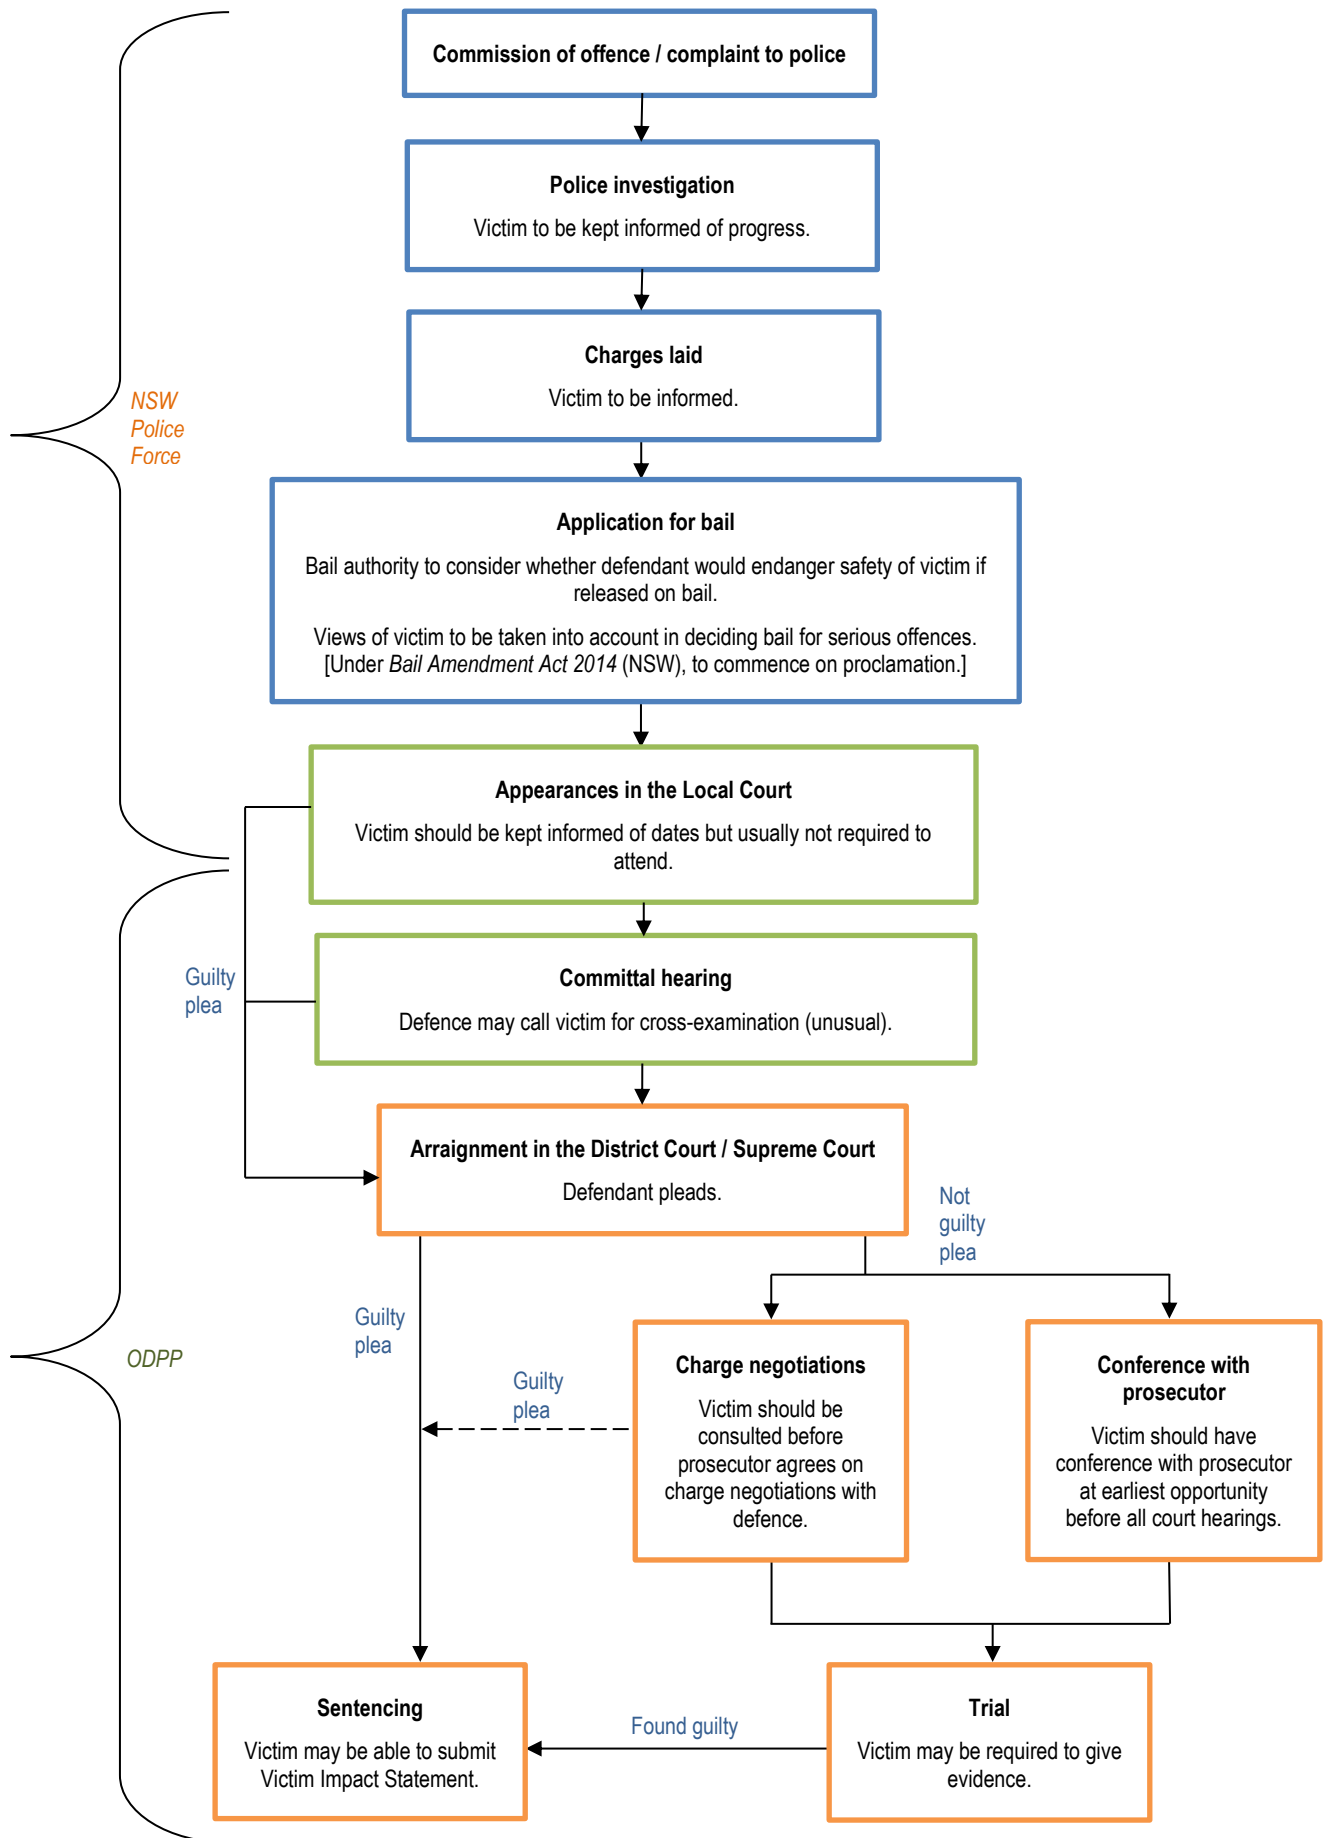 Commission of offence / complaint to police
Police investigation
Victim to be kept informed of progress.
Charges laid
Victim to be informed.
NSW
Police
Force
Application for bail
Bail authority to consider whether defendant would endanger safety of victim if
released on bail.
Views of victim to be taken into account in deciding bail for serious offences.
[Under Bail Amendment Act 2014 (NSW), to commence on proclamation.]
Appearances in the Local Court
Victim should be kept informed of dates but usually not required to
attend.
Guilty
plea
Committal hearing
Defence may call victim for cross-examination (unusual).
Arraignment in the District Court / Supreme Court
Defendant pleads.
Not
guilty
plea
Guilty
plea
ODPP
Guilty
plea
Charge negotiations
Victim should be
consulted before
prosecutor agrees on
charge negotiations with
defence.
Conference with
prosecutor
Victim should have
conference with prosecutor
at earliest opportunity
before all court hearings.
Sentencing
Victim may be able to submit
Victim Impact Statement.
Found guilty
Trial
Victim may be required to give
evidence.